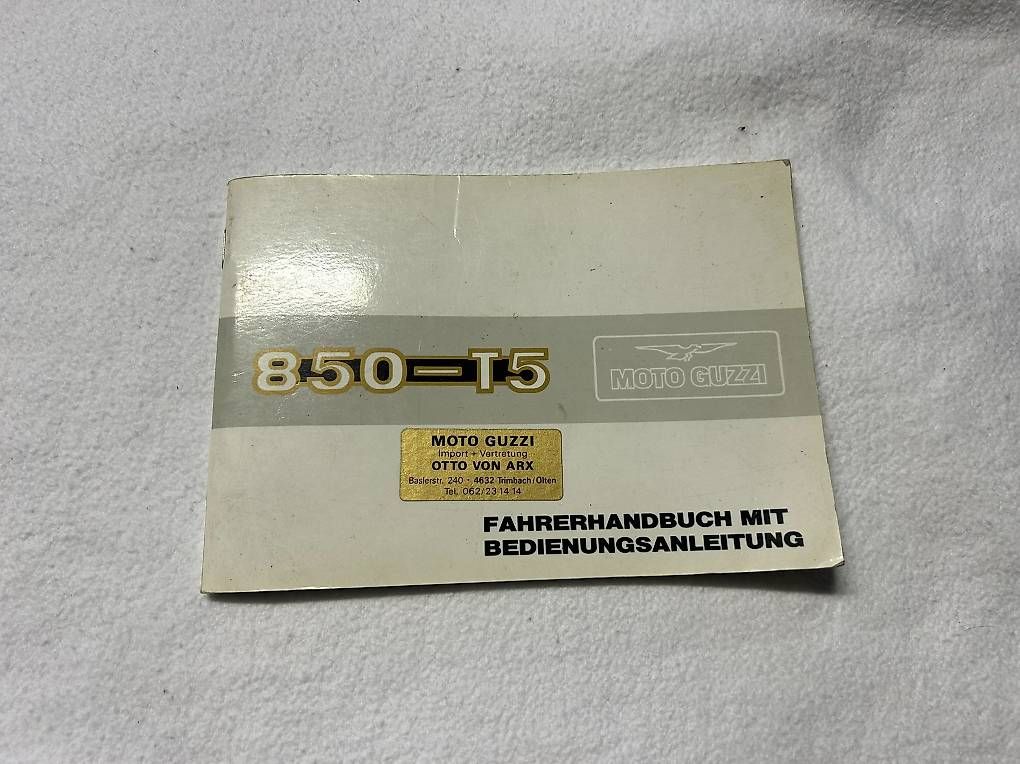 850-T5
MOTO GUZZI
MOTO GUZZI
Import + Vertretung
OTTO VON ARX
Baslerstr. 240 · 4632 Trimbach/Olten
Tel. 062/23 14 14
FAHRERHANDBUCH MIT
BEDIENUNGSANLEITUNG